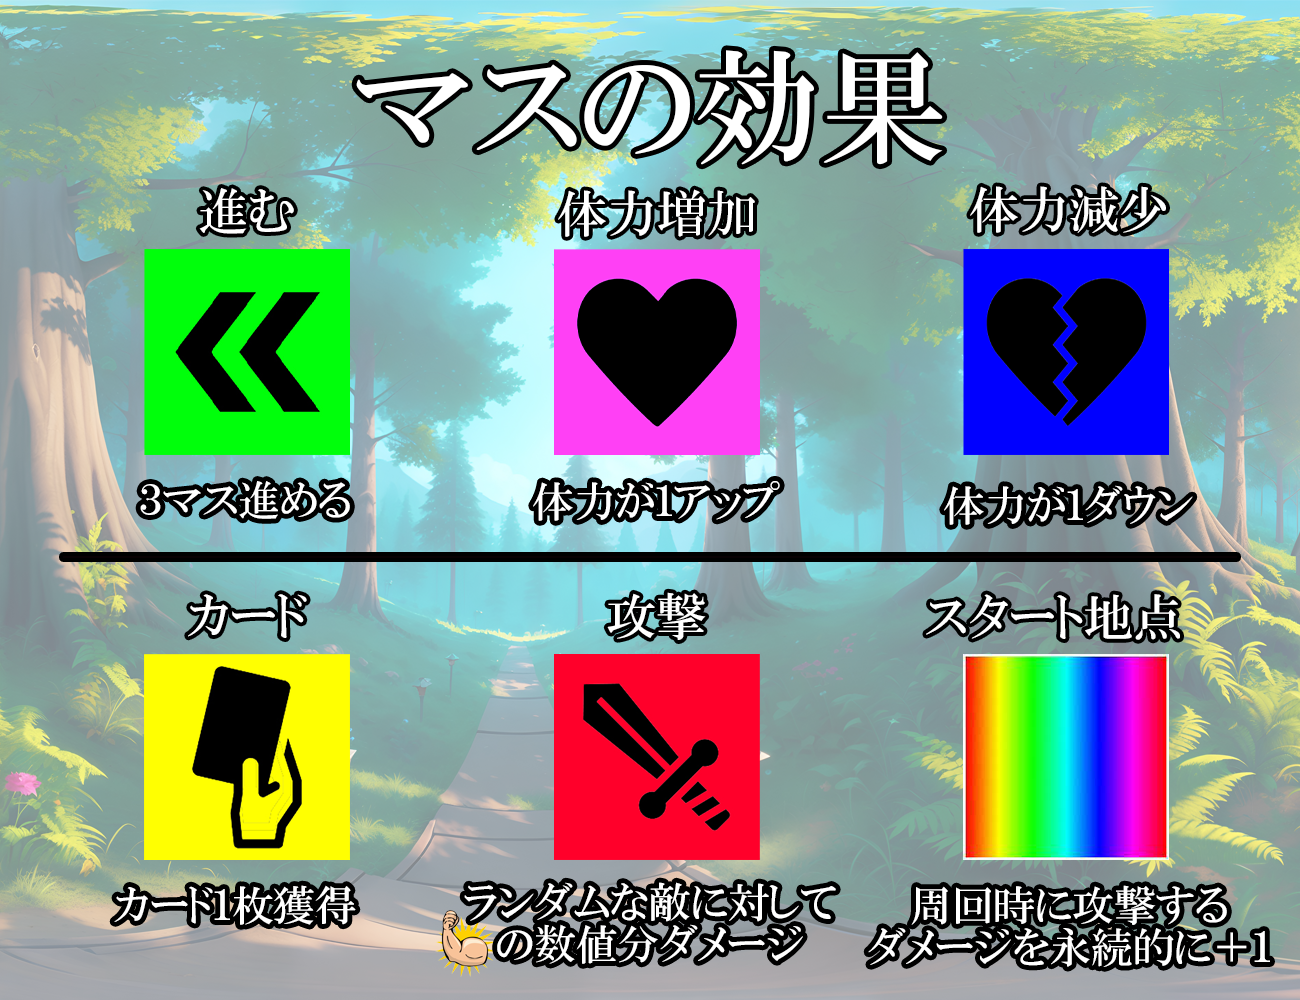 マスの効果
進む
体力増加
体力減少
3マス進める
体力が1アップ
体力が1ダウン
カード
攻撃
スタート地点
カード1枚獲得
ランダムな敵に対して
の数値分ダメージ
周回時に攻撃する
ダメージを永続的に+1